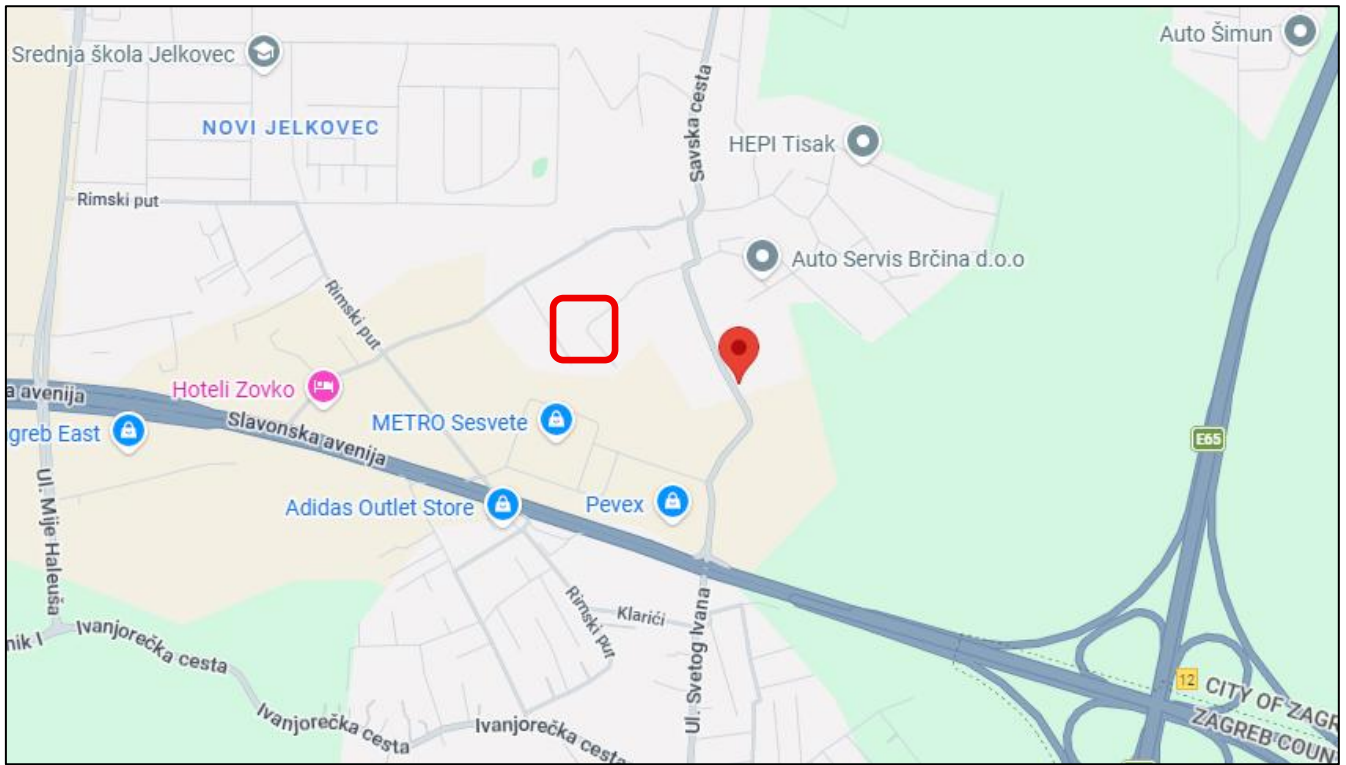 Auto Šimun
Srednja škola Jelkovec
Savska cesta
NOVI JELKOVEC
HEPI Tisak
Rimski put
Auto Servis Brčina d.o.o
Rimski put
Hoteli Zovko
a avenija
METRO Sesvete
Slavonska avenija
greb East
E65
Ul. Mije Haleuša
Adidas Outlet Store
Pevex
Rimski put
Klarići
Ul. Svetog Ivana
Ivanjorečka cesta
nik I
12
CITY OF ZAGR
ZAGREB COUN
Ivanjorečka cesta
Ivanjorečka cesta